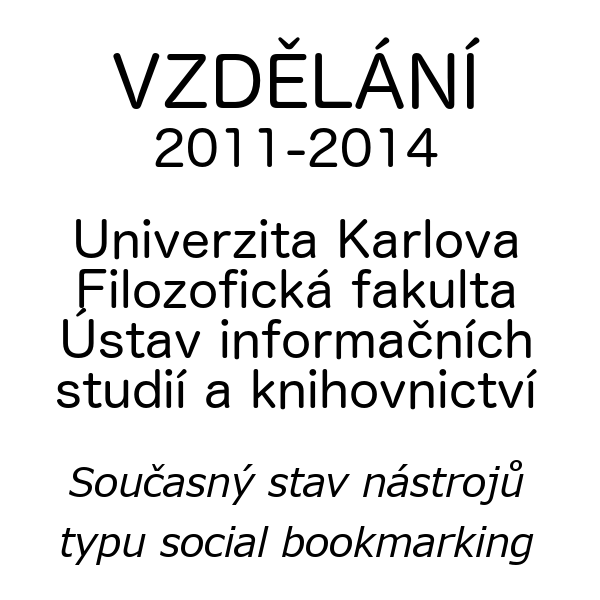 VZDĚLÁNÍ
2011-2014
Univerzita Karlova
Filozofická fakulta
Ústav informačních
studií a knihovnictví
Současný stav nástrojů
typu social bookmarking